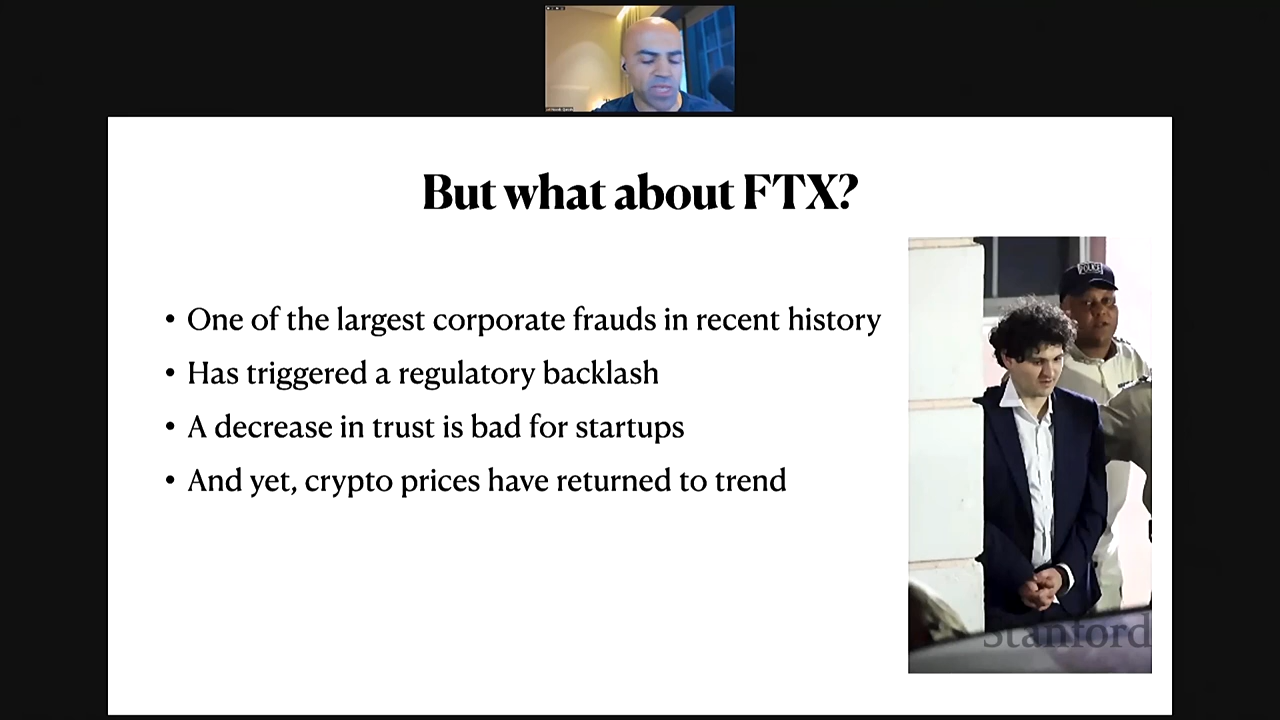 But what about FTX?
• One of the largest corporate frauds in recent history
• Has triggered a regulatory backlash
• A decrease in trust is bad for startups
• And yet, crypto prices have returned to trend
POLICE
Stanford